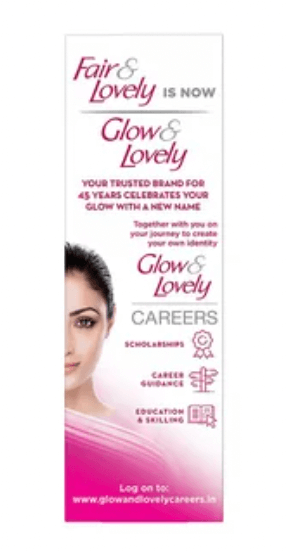 Fair &
Lovely IS NOW
Glow &
Lovely
YOUR TRUSTED BRAND FOR
45 YEARS CELEBRATES YOUR
GLOW WITH A NEW NAME
Together with you on
your journey to create
your own identity
Glow &
Lovely
CAREERS
SCHOLARSHIPS
CAREER
GUIDANCE
EDUCATION
& SKILLING
Log on to:
www.glowandlovelycareers.in